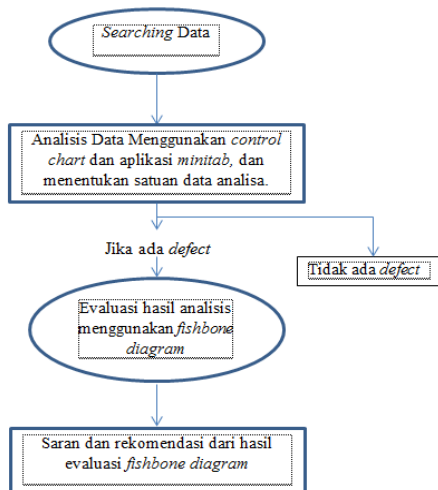 Searching Data
Analisis Data Menggunakan control
chart dan aplikasi minitab, dan
menentukan satuan data analisa.
Jika ada defect
Tidak ada defect
Evaluasi hasil analisis
menggunakan fishbone
diagram
Saran dan rekomendasi dari hasil
evaluasi fishbone diagram